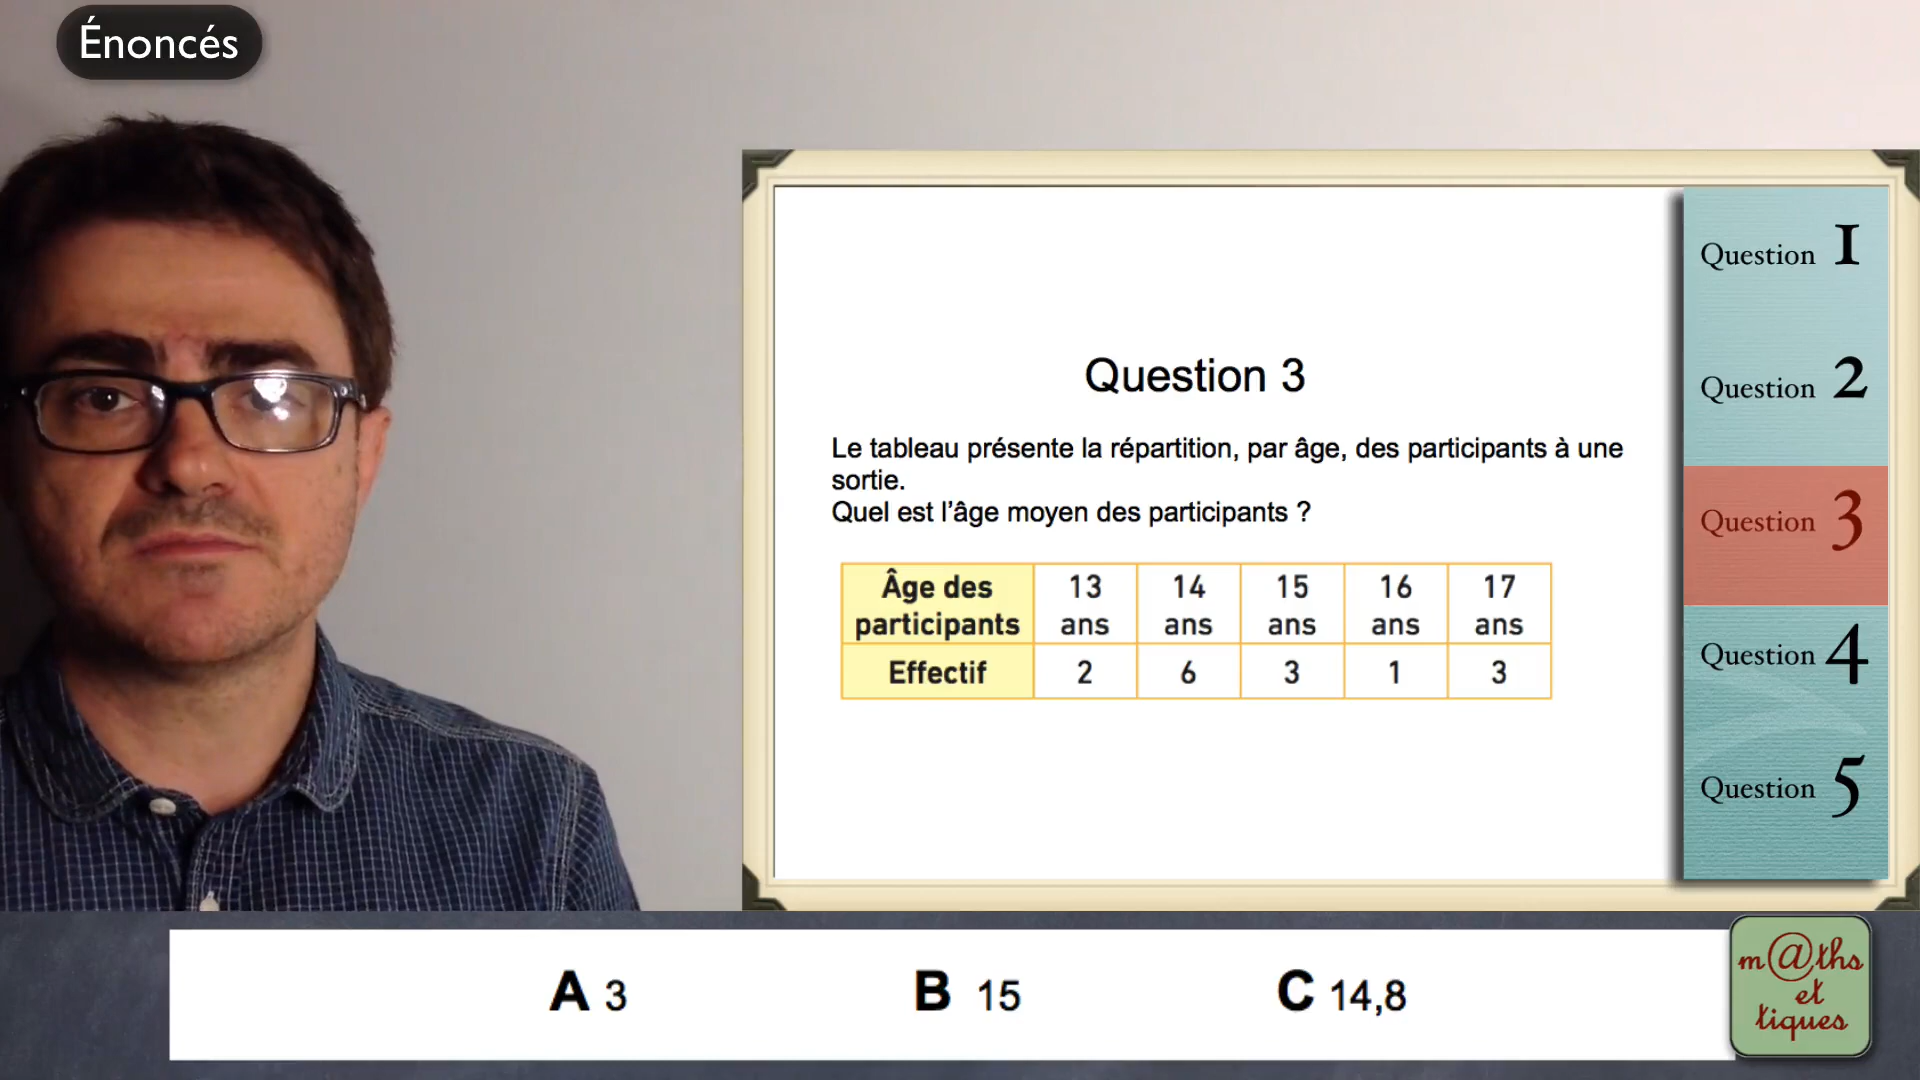 Énoncés
Question 3
Le tableau présente la répartition, par âge, des participants à une
sortie.
Quel est l'âge moyen des participants ?
Âge des participants 13 ans 14 ans 15 ans 16 ans 17 ans
Effectif 2 6 3 1 3
Question 1
Question 2
Question 3
Question 4
Question 5
A 3 B 15 C 14,8
m@ths
et
tiques